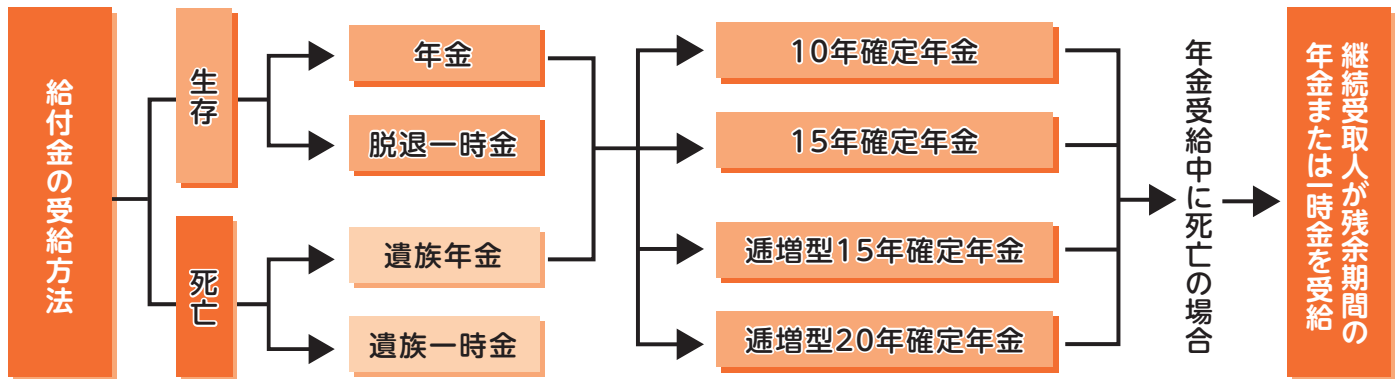 給付金の受給方法
生存
死亡
年金
脱退一時金
遺族年金
遺族一時金
10年確定年金
15年確定年金
逓増型15年確定年金
逓増型20年確定年金
年金受給中に死亡の場合
継続受取人が残余期間の
年金または一時金を受給